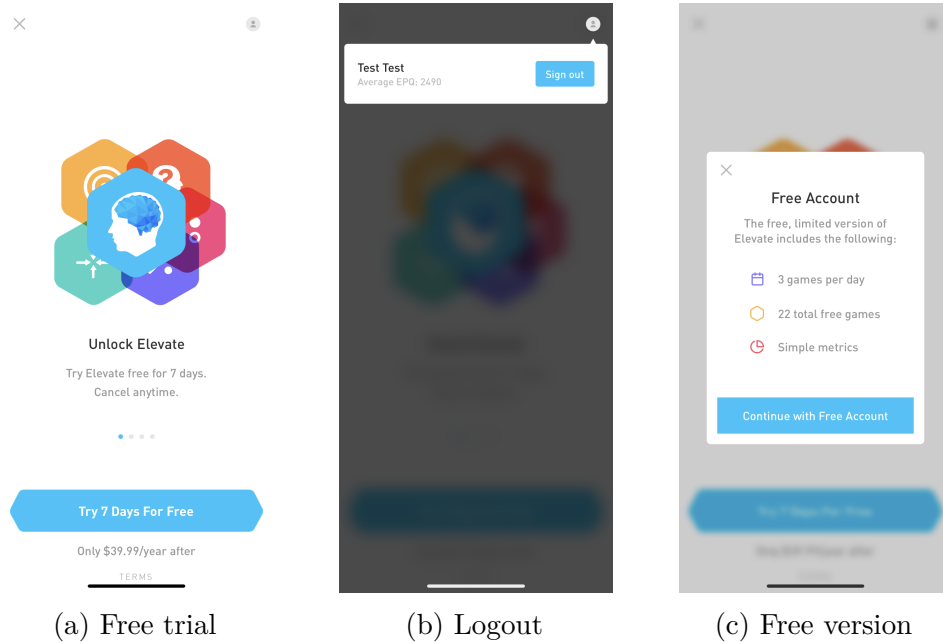 Unlock Elevate
Try Elevate free for 7 days.
Cancel anytime.
Try 7 Days For Free
Only $39.99/year after
TERMS
(a) Free trial
Test Test
Average EPQ: 2490
Sign out
(b) Logout
Free Account
The free, limited version of
Elevate includes the following:
3 games per day
22 total free games
Simple metrics
Continue with Free Account
Try 7 Days For Free
(c) Free version